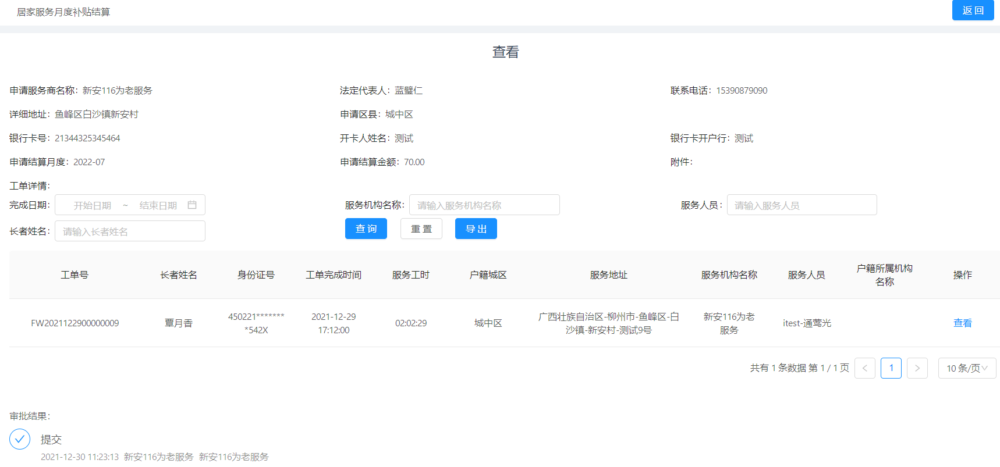 居家服务月度补贴结算
返 回
查看
申请服务商名称：新安116为老服务
法定代表人：蓝璧仁
联系电话：15390879090
详细地址：鱼峰区白沙镇新安村
申请区县：城中区
银行卡号：21344325345464
开卡人姓名：测试
银行卡开户行：测试
申请结算月度：2022-07
申请结算金额：70.00
附件：
工单详情：
完成日期： 开始日期 ~ 结束日期
服务机构名称： 请输入服务机构名称
服务人员： 请输入服务人员
长者姓名： 请输入长者姓名
查 询
重 置
导 出
工单号 长者姓名 身份证号 工单完成时间 服务工时 户籍城区 服务地址 服务机构名称 服务人员 户籍所属机构
名称 操作
FW2021122900000009
覃月香
450221*******
*542X
2021-12-29
17:12:00
02:02:29
城中区
广西壮族自治区-柳州市-鱼峰区-白
沙镇-新安村-测试9号
新安116为老
服务
itest-通莺光
查看
共有 1 条数据 第 1 / 1 页 < 1 > 10 条/页
审批结果：
提交
2021-12-30 11:23:13 新安116为老服务 新安116为老服务